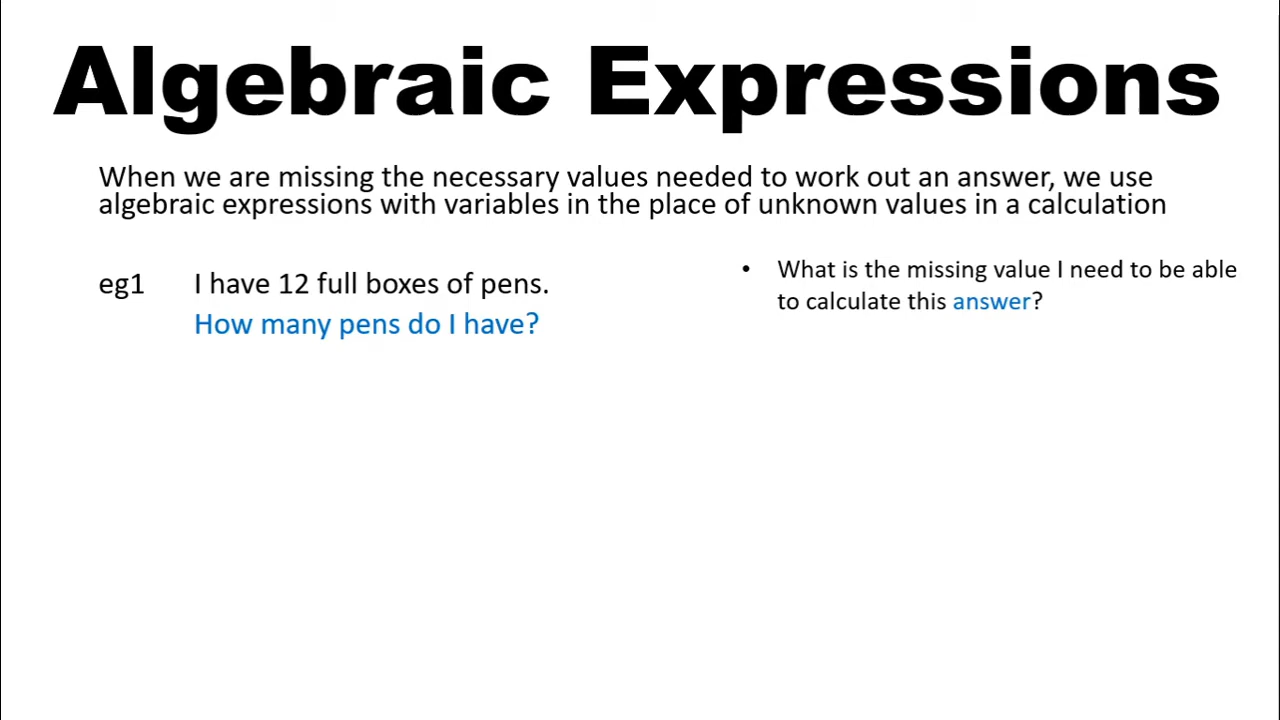 Algebraic Expressions
When we are missing the necessary values needed to work out an answer, we use
algebraic expressions with variables in the place of unknown values in a calculation
eg1 I have 12 full boxes of pens.
How many pens do I have?
• What is the missing value I need to be able
to calculate this answer?